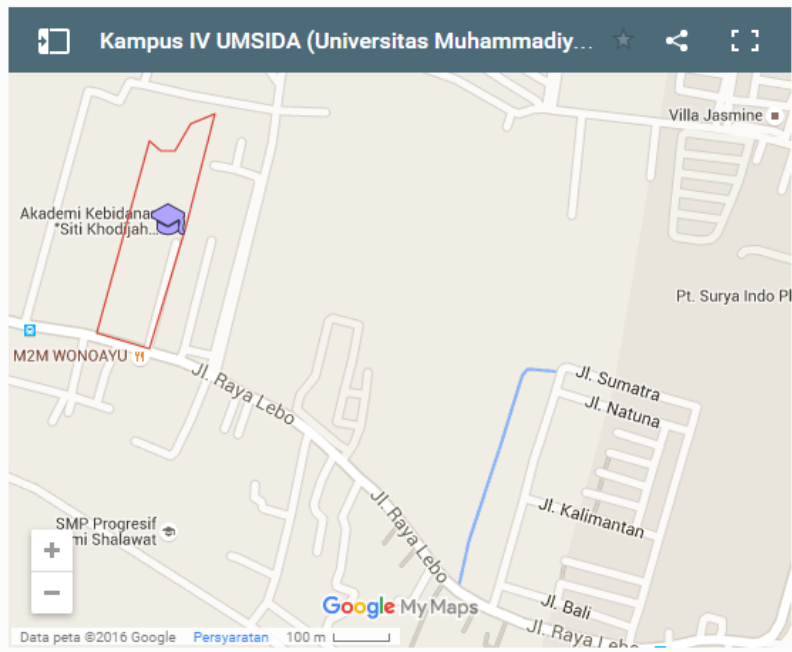 Kampus IV UMSIDA (Universitas Muhammadiy...
Villa Jasmine
Akademi Kebidana
"Siti Khodijah...
Pt. Surya Indo Pl
M2M WONOAYU
Jl. Raya Lebo
Jl. Sumatra
Jl. Natuna
Jl. Raya Lebo
Jl. Kalimantan
SMP Progresif
mi Shalawat
Jl. Bali
Google My Maps
Jl. Raya Lebo
Data peta ©2016 Google Persyaratan 100 m